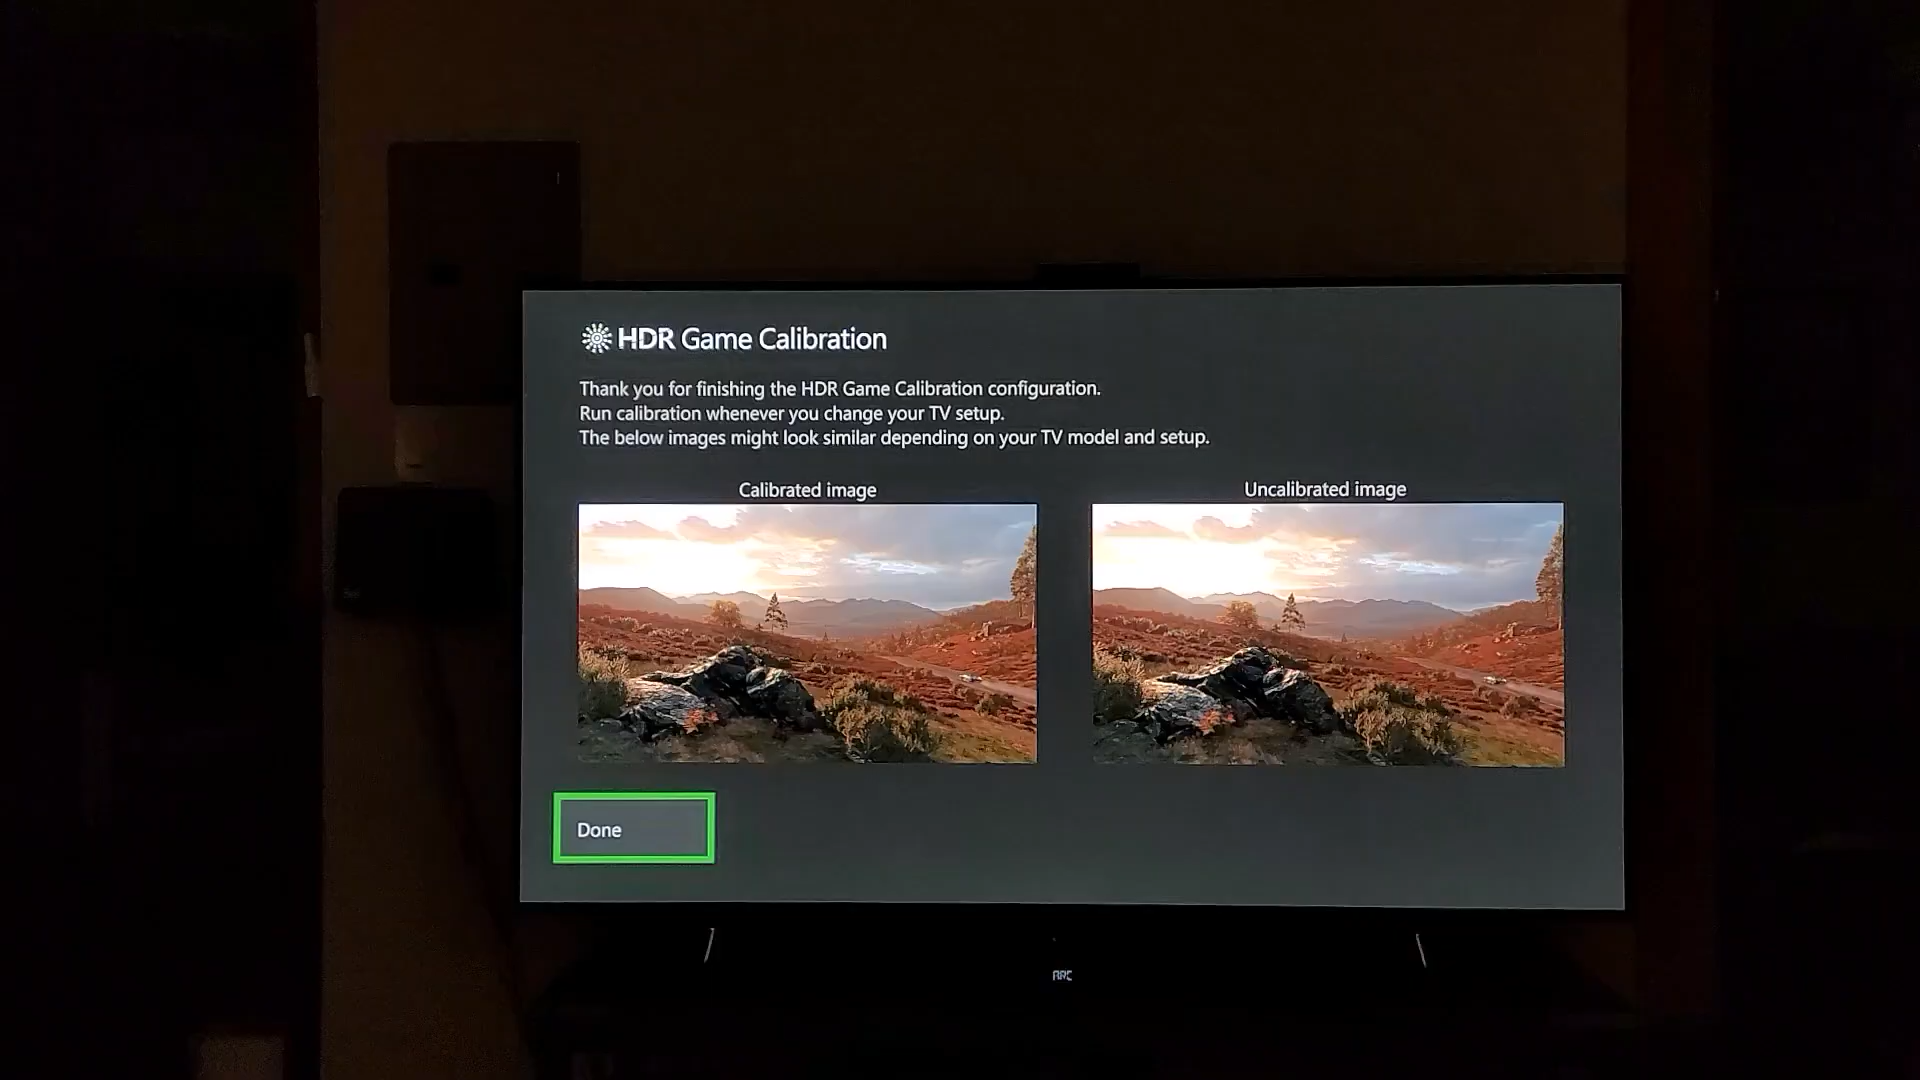 HDR Game Calibration
Thank you for finishing the HDR Game Calibration configuration.
Run calibration whenever you change your TV setup.
The below images might look similar depending on your TV model and setup.
Calibrated image
Uncalibrated image
Done
ARC